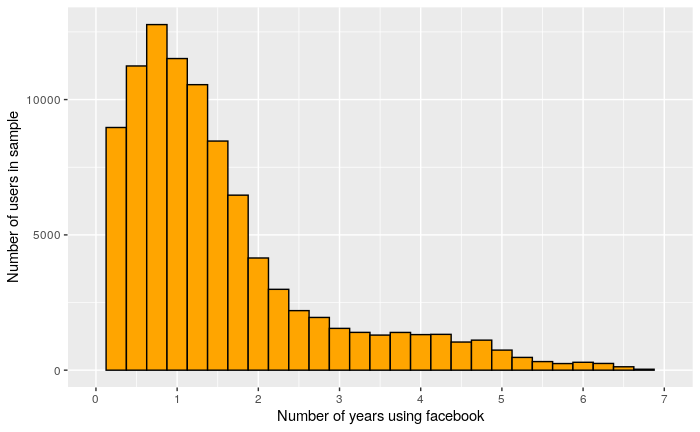 Number of users in sample
10000
5000
0
0 1 2 3 4 5 6 7
Number of years using facebook